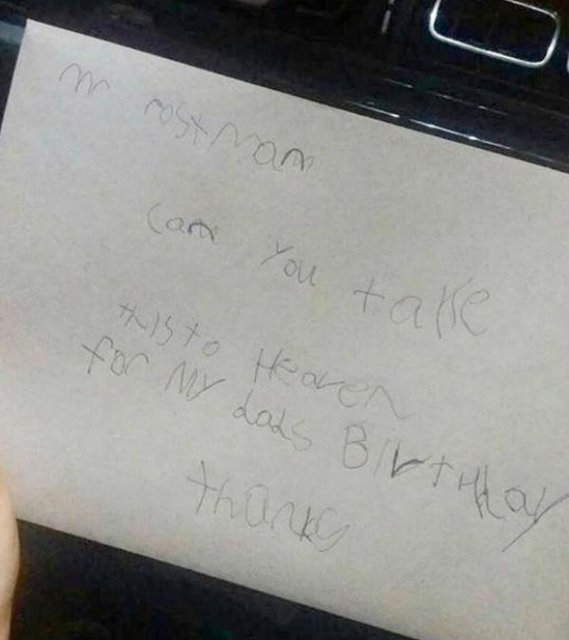 mr Postman
Can You take
this to Heaven
for My dads BIrTHday
thanks